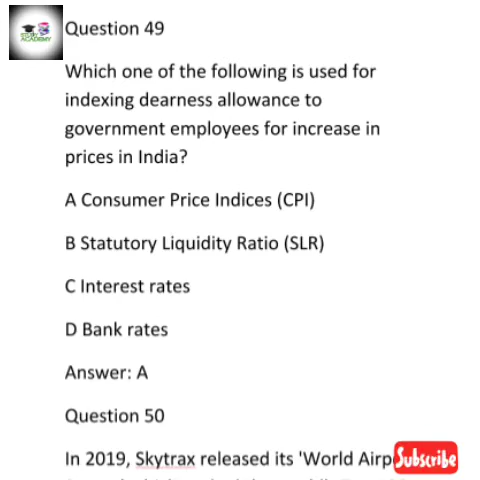 STUDY
ACADEMY
Question 49
Which one of the following is used for
indexing dearness allowance to
government employees for increase in
prices in India?
A Consumer Price Indices (CPI)
B Statutory Liquidity Ratio (SLR)
C Interest rates
D Bank rates
Answer: A
Question 50
In 2019, Skytrax released its 'World Airp
Subscribe